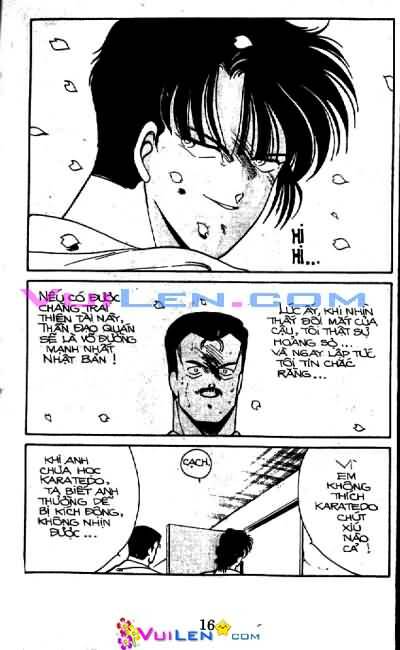 HI
HI...
LÚC ẤY, KHI NHÌN
THẤY ĐÔI MẮT CỦA
CẬU, TÔI THẬT SỰ
HOẢNG SỢ...
VÀ NGAY LẬP TỨC
TÔI TIN CHẮC
RẰNG...
NẾU CÓ ĐƯỢC
CHÀNG TRAI
THIÊN TÀI NÀY,
THẦN ĐẠO QUÁN
SẼ LÀ VÕ ĐƯỜNG
MẠNH NHẤT
NHẬT BẢN!
VUILEN.COM
VÌ
EM
KHÔNG
THÍCH
KARATEDO
CHÚT
XÍU
NÀO
CẢ!
CẠCH
KHI ANH
CHƯA HỌC
KARATEDO,
TA BIẾT ANH
THƯỜNG DỄ
BỊ KÍCH ĐỘNG,
KHÔNG NHỊN
ĐƯỢC...
16
VUILEN.COM